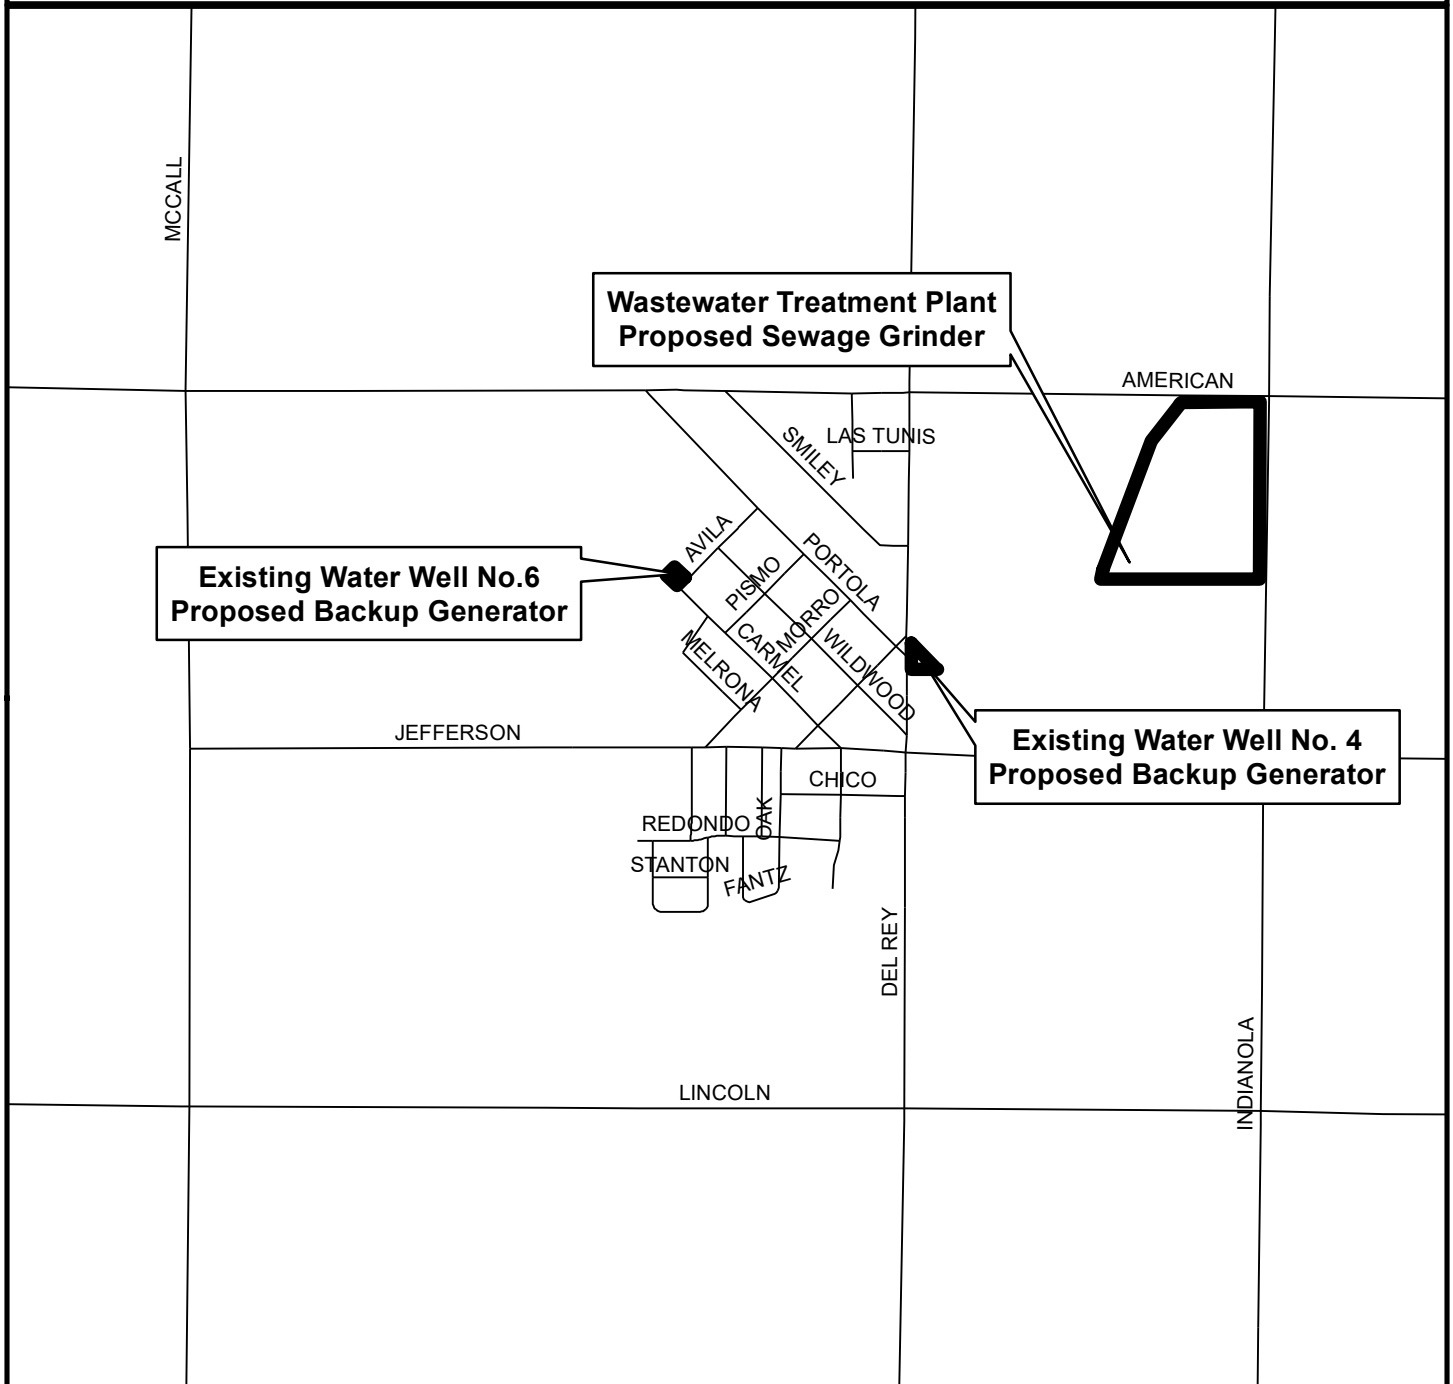 MCCALL
Wastewater Treatment Plant
Proposed Sewage Grinder
AMERICAN
LAS TUNIS
SMILEY
AVILA
PORTOLA
PISMO
Existing Water Well No.6
Proposed Backup Generator
MORRO
CARMEL
WILDWOOD
MELRONA
JEFFERSON
Existing Water Well No. 4
Proposed Backup Generator
CHICO
OAK
REDONDO
STANTON
FANTZ
DEL REY
INDIANOLA
LINCOLN